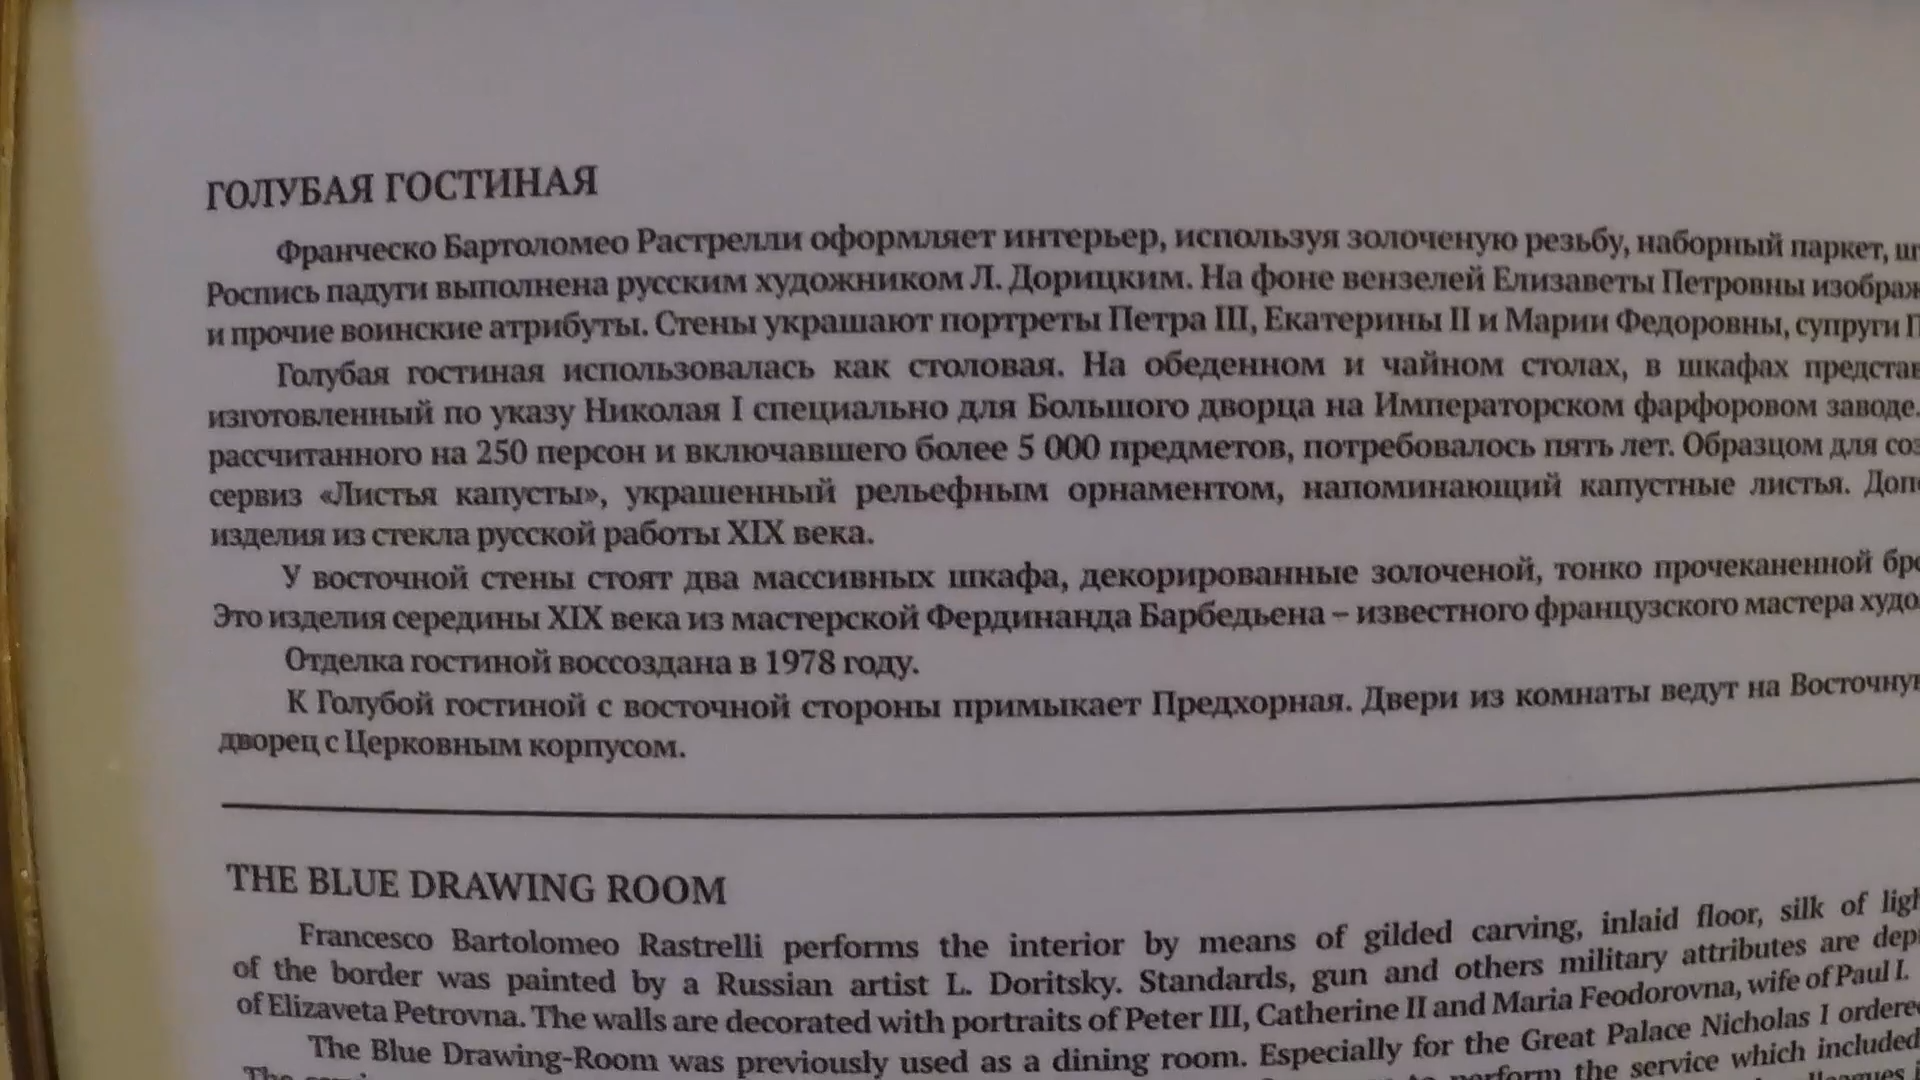 ГОЛУБАЯ ГОСТИНАЯ
Франческо Бартоломео Растрелли оформляет интерьер, используя золоченую резьбу, наборный паркет,
Роспись падуги выполнена русским художником Л. Дорицким. На фоне вензелей Елизаветы Петровны
и прочие воинские атрибуты. Стены украшают портреты Петра III, Екатерины II и Марии Федоровны, супруги
Голубая гостиная использовалась как столовая. На обеденном и чайном столах, в шкафах
изготовленный по указу Николая I специально для Большого дворца на Императорском фарфоровом заводе.
рассчитанного на 250 персон и включавшего более 5 000 предметов, потребовалось пять лет. Образцом для
сервиз «Листья капусты», украшенный рельефным орнаментом, напоминающий капустные листья.
изделия из стекла русской работы XIX века.
У восточной стены стоят два массивных шкафа, декорированные золоченой, тонко прочеканенной
Это изделия середины XIX века из мастерской Фердинанда Барбедьена – известного французского мастера
Отделка гостиной воссоздана в 1978 году.
К Голубой гостиной с восточной стороны примыкает Предхорная. Двери из комнаты ведут на
дворец с Церковным корпусом.
THE BLUE DRAWING ROOM
Francesco Bartolomeo Rastrelli performs the interior by means of gilded carving, inlaid floor, silk of
of the border was painted by a Russian artist L. Doritsky. Standards, gun and others military attributes are
of Elizaveta Petrovna. The walls are decorated with portraits of Peter III, Catherine II and Maria Feodorovna, wife of Paul I.
The Blue Drawing-Room was previously used as a dining room. Especially for the Great Palace Nicholas I ordered
The perform the service which included